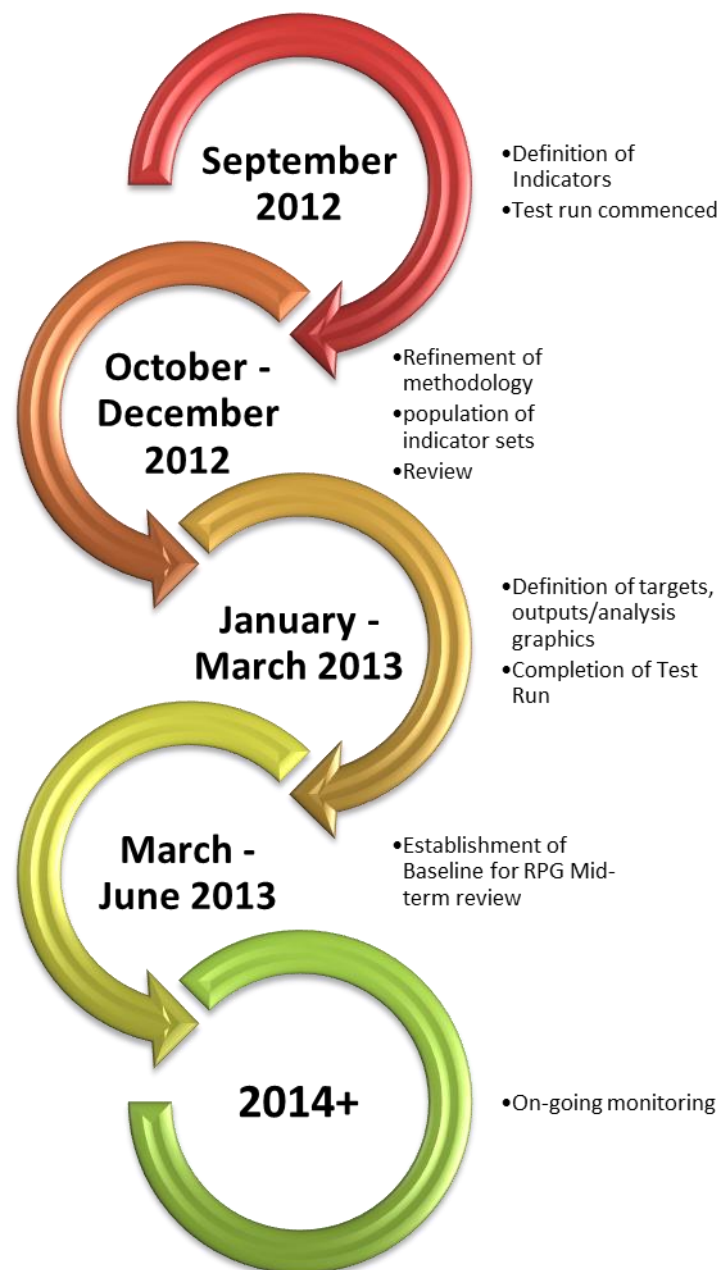 September
2012
•Definition of
Indicators
•Test run commenced
October -
December
2012
•Refinement of
methodology
•population of
indicator sets
•Review
January -
March 2013
•Definition of targets,
outputs/analysis
graphics
•Completion of Test
Run
March -
June 2013
•Establishment of
Baseline for RPG Mid-
term review
2014+
•On-going monitoring